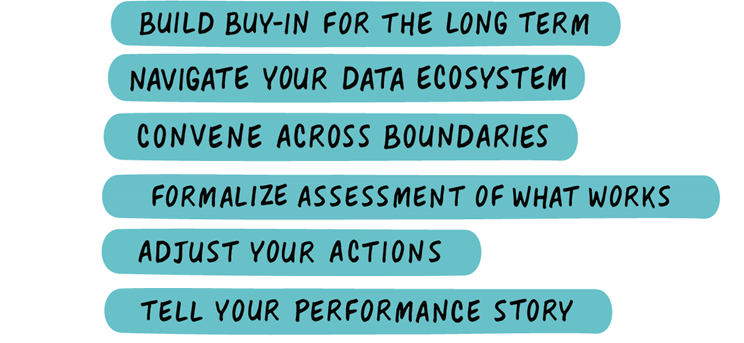 BUILD BUY-IN FOR THE LONG TERM
NAVIGATE YOUR DATA ECOSYSTEM
CONVENE ACROSS BOUNDARIES
FORMALIZE ASSESSMENT OF WHAT WORKS
ADJUST YOUR ACTIONS
TELL YOUR PERFORMANCE STORY